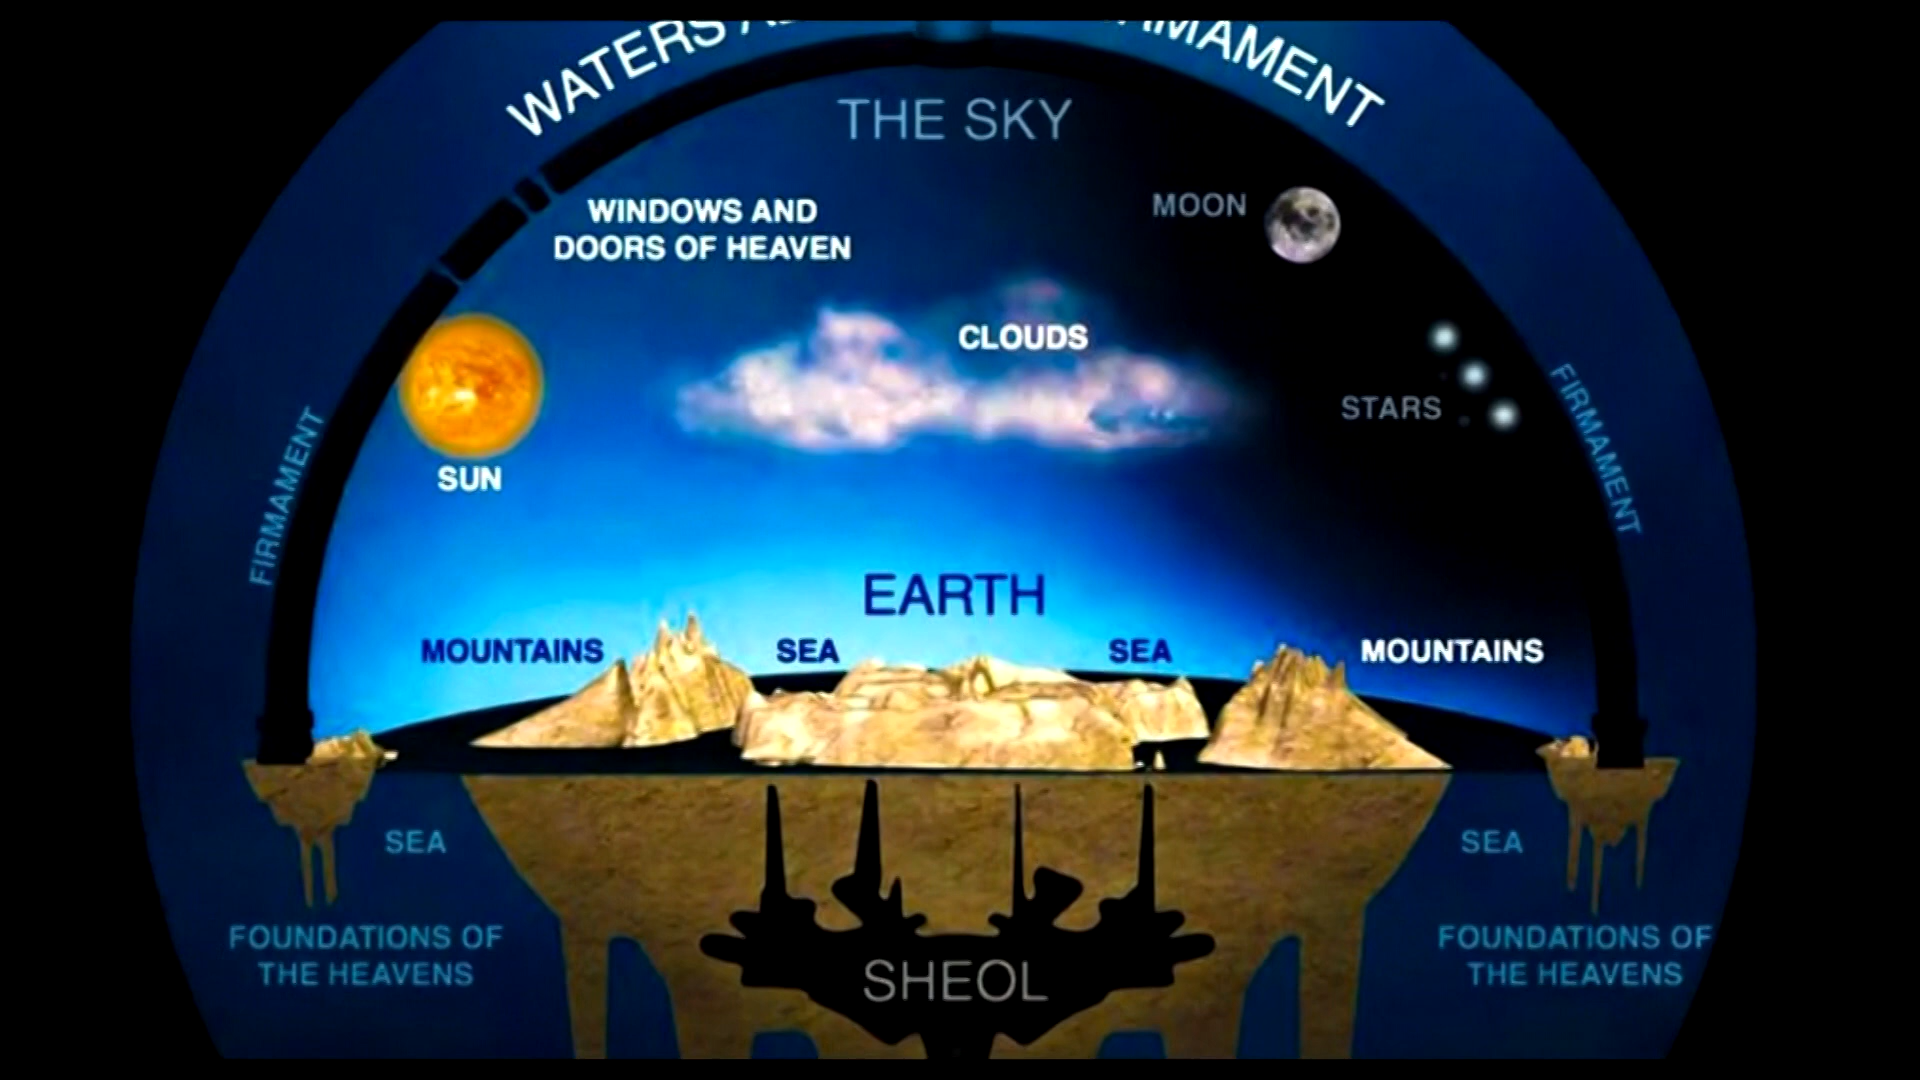 WATERS
FIRMAMENT
THE SKY
WINDOWS AND
DOORS OF HEAVEN
MOON
CLOUDS
STARS
SUN
FIRMAMENT
FIRMAMENT
EARTH
MOUNTAINS
SEA
SEA
MOUNTAINS
SEA
SEA
FOUNDATIONS OF
THE HEAVENS
FOUNDATIONS OF
THE HEAVENS
SHEOL